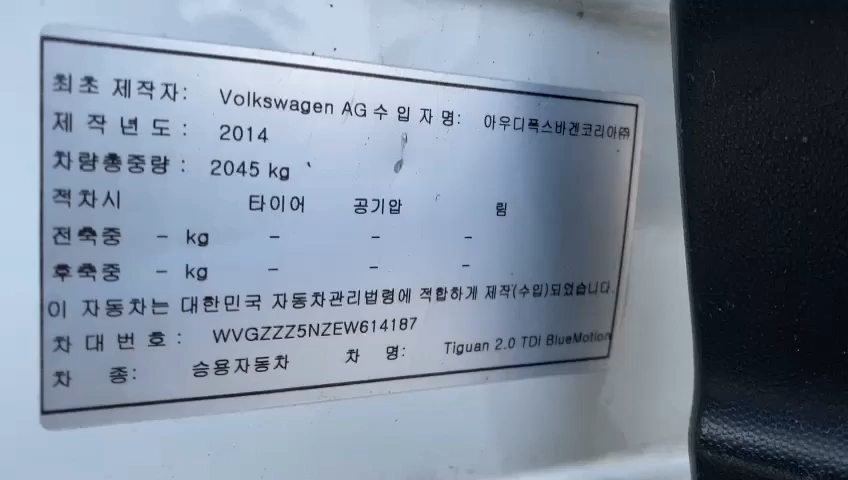 최초 제작자: Volkswagen AG 수 입 자 명: 아우디폭스바겐코리아㈜
제 작 년 도 : 2014
차량총중량 : 2045 kg
적차시 타이어 공기압 림
전축중 - kg - - -
후축중 - kg - - -
이 자동차는 대한민국 자동차관리법령에 적합하게 제작(수입)되었습니다.
차 대 번 호 : WVGZZZ5NZEW614187
차 종: 승용자동차 차 명: Tiguan 2.0 TDI BlueMotion